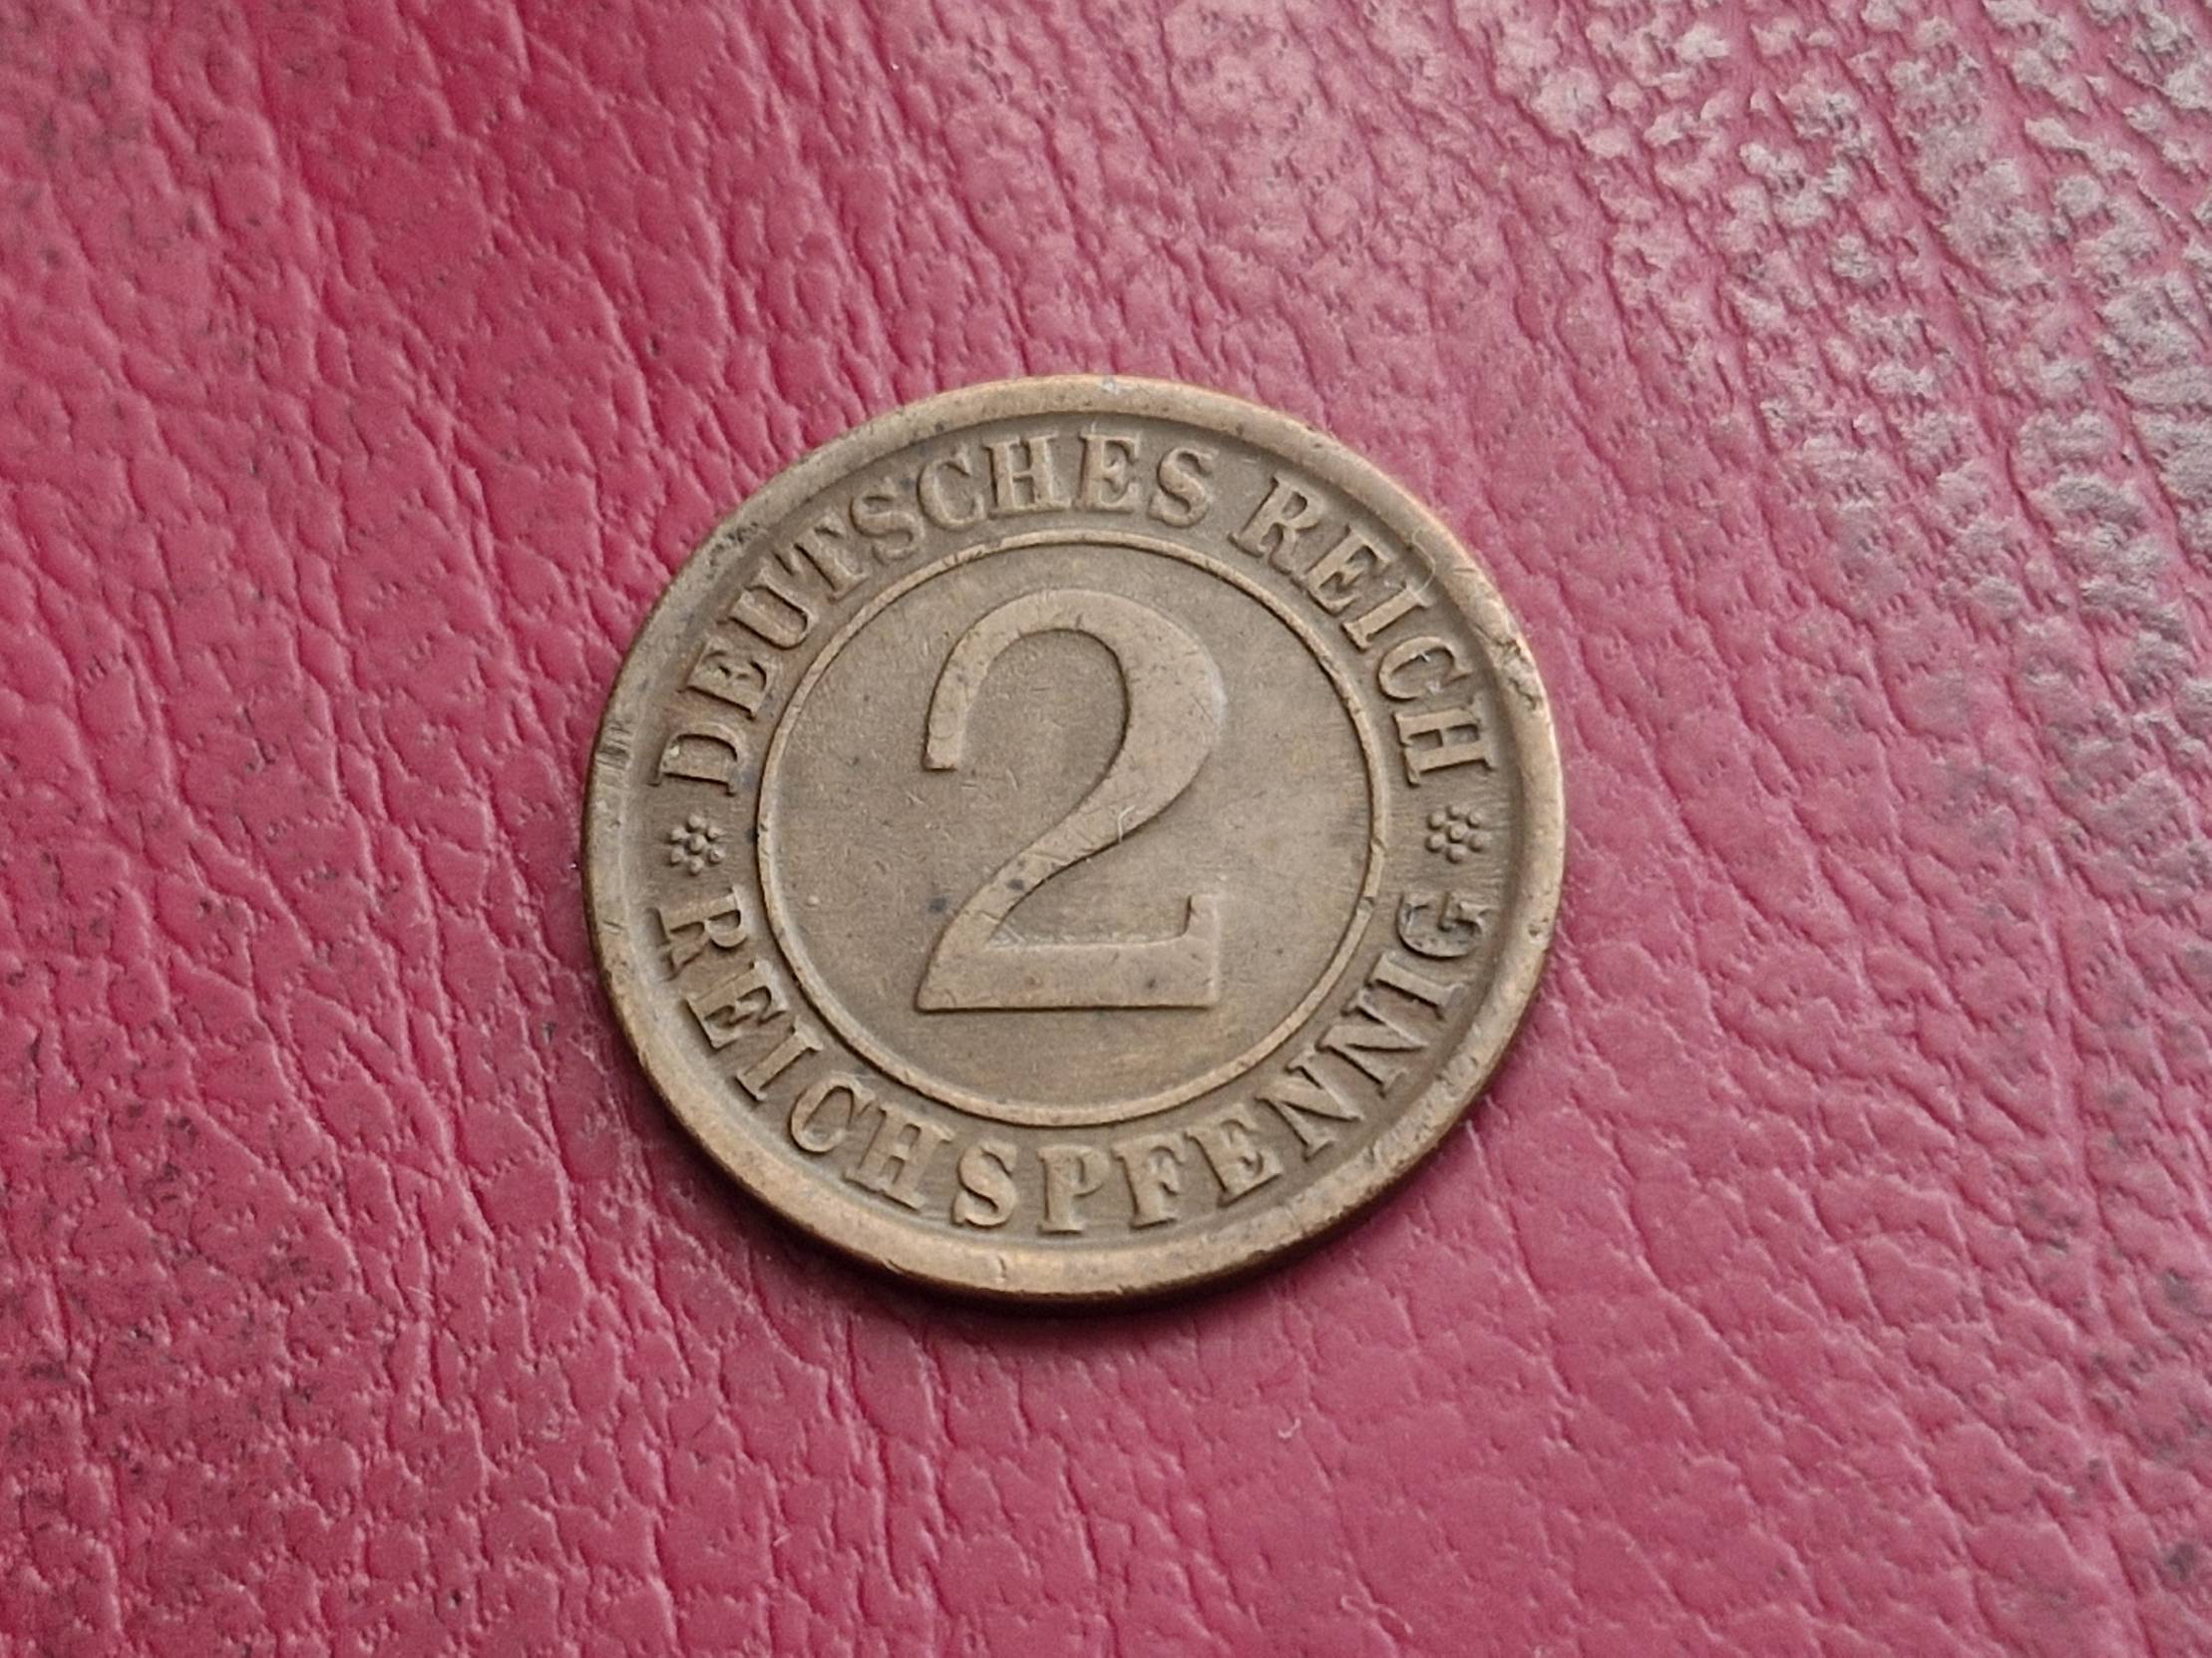 DEUTSCHES REICH
2
REICHSPFENNIG